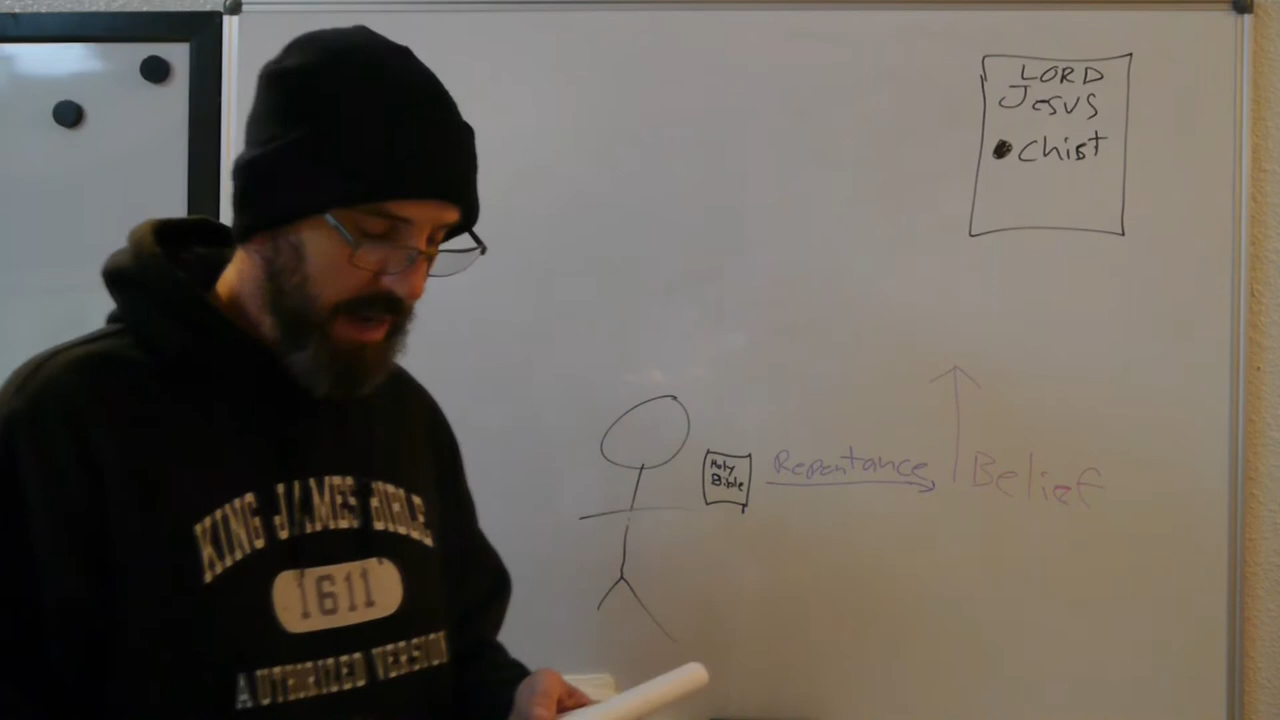 LORD
Jesus
Chist
Holy
Bible
Repentance
Belief
KING JAMES BIBLE
1611
AUTHORIZED VERSION